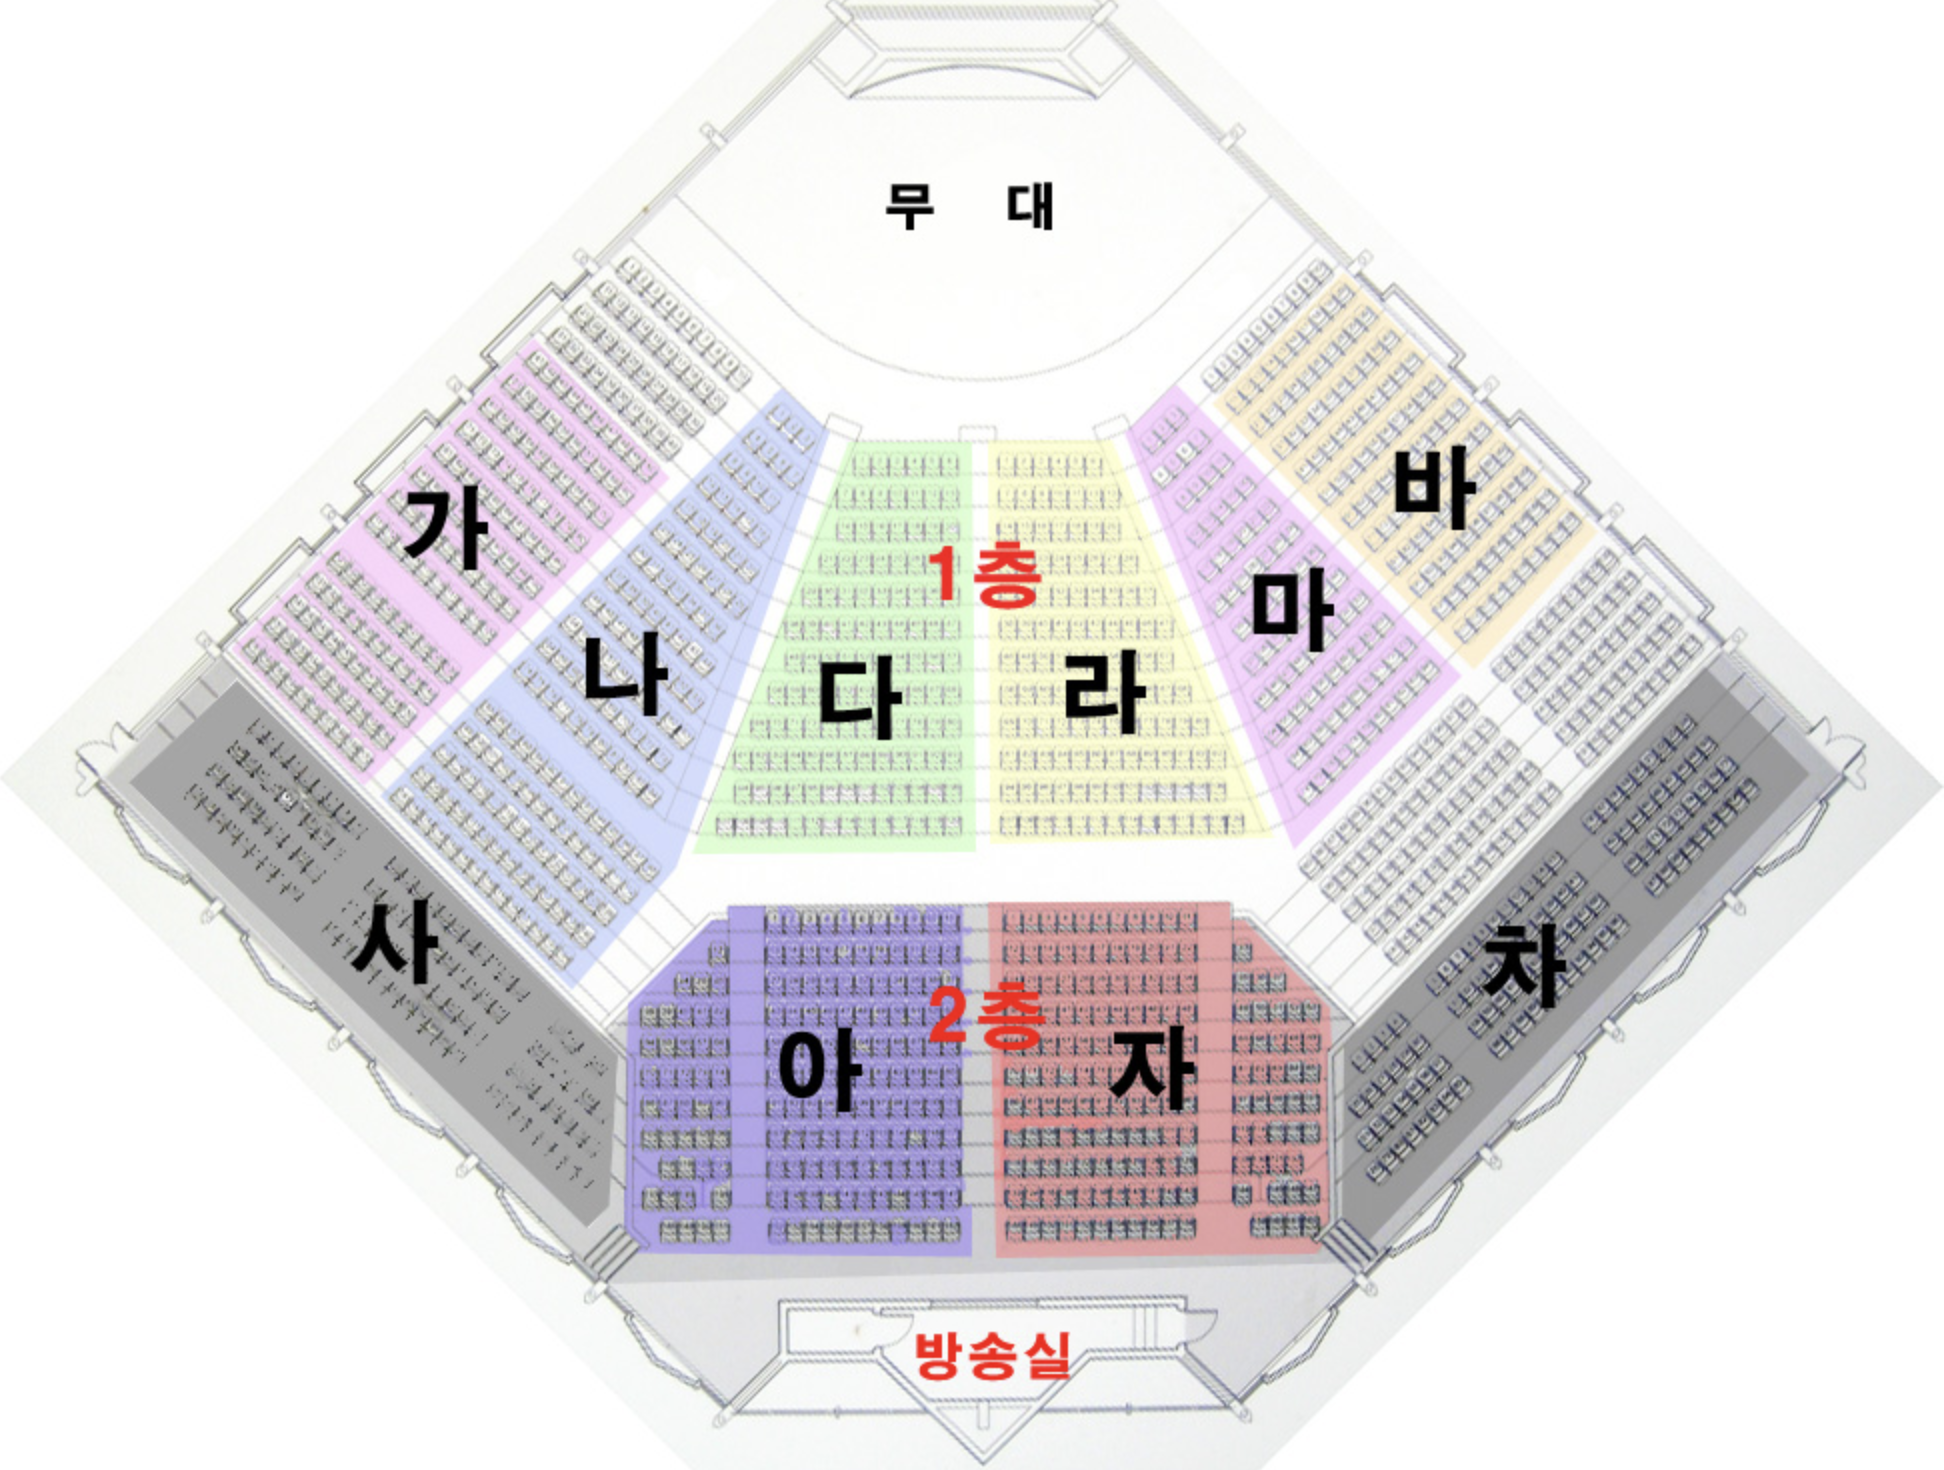 무 대
가
나
다
라
마
바
1층
사
아
자
차
2층
방송실